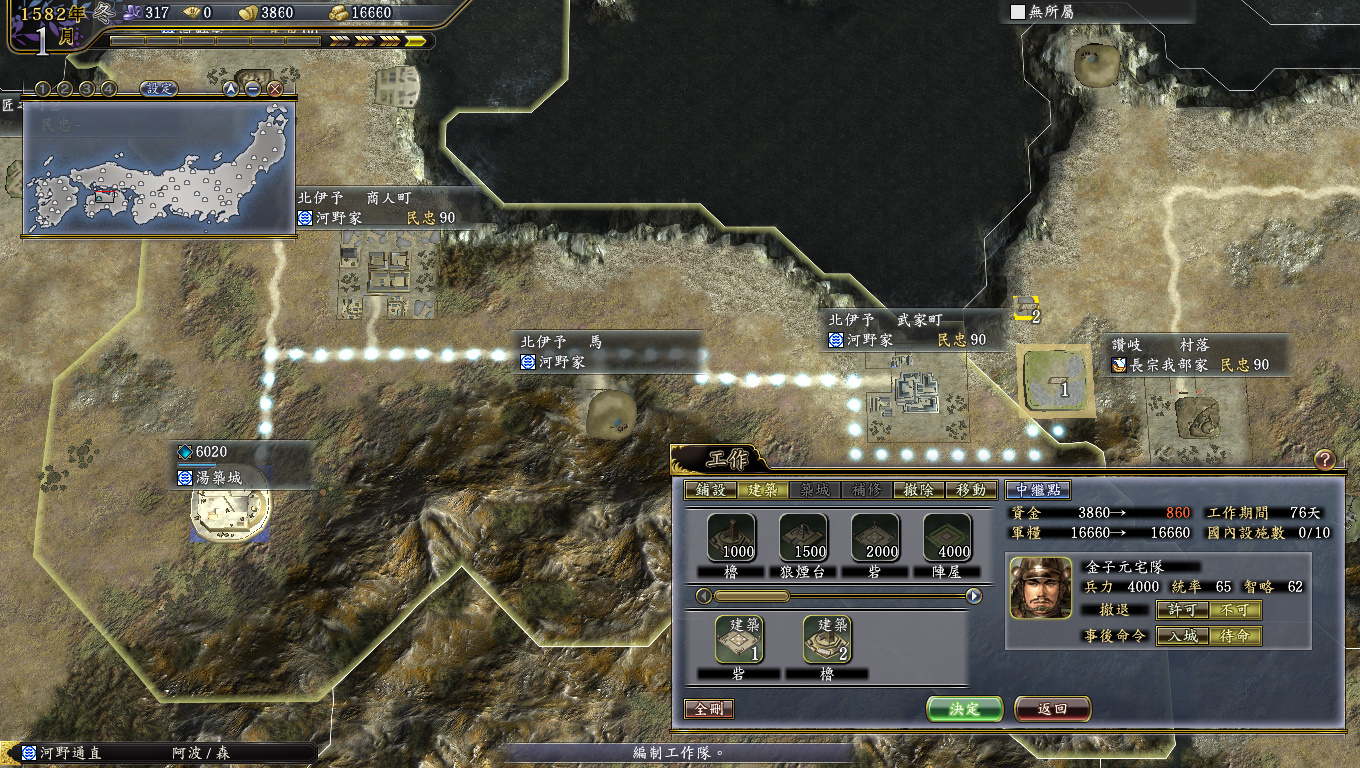 1582年 冬 317 0 3860 16660
1月
無所屬
1 2 3 4 設定
北伊予 商人町
河野家 民忠 90
北伊予 馬
河野家
北伊予 武家町
河野家 民忠 90
2
1
讚岐 村落
長宗我部家 民忠 90
6020
湯築城
工作 ?
鋪設 建築 築城 補修 撤除 移動 中繼點
資金 3860→ 860 工作期間 76天
軍糧 16660→ 16660 國內設施數 0/10
1000 1500 2000 4000
櫓 狼煙台 砦 陣屋
金子元宅隊
兵力 4000 統率 65 智略 62
撤退 許可 不可
事後命令 入城 待命
建築 1 建築 2
砦 櫓
全刪 決定 返回
河野通直 阿波/森
編制工作隊。